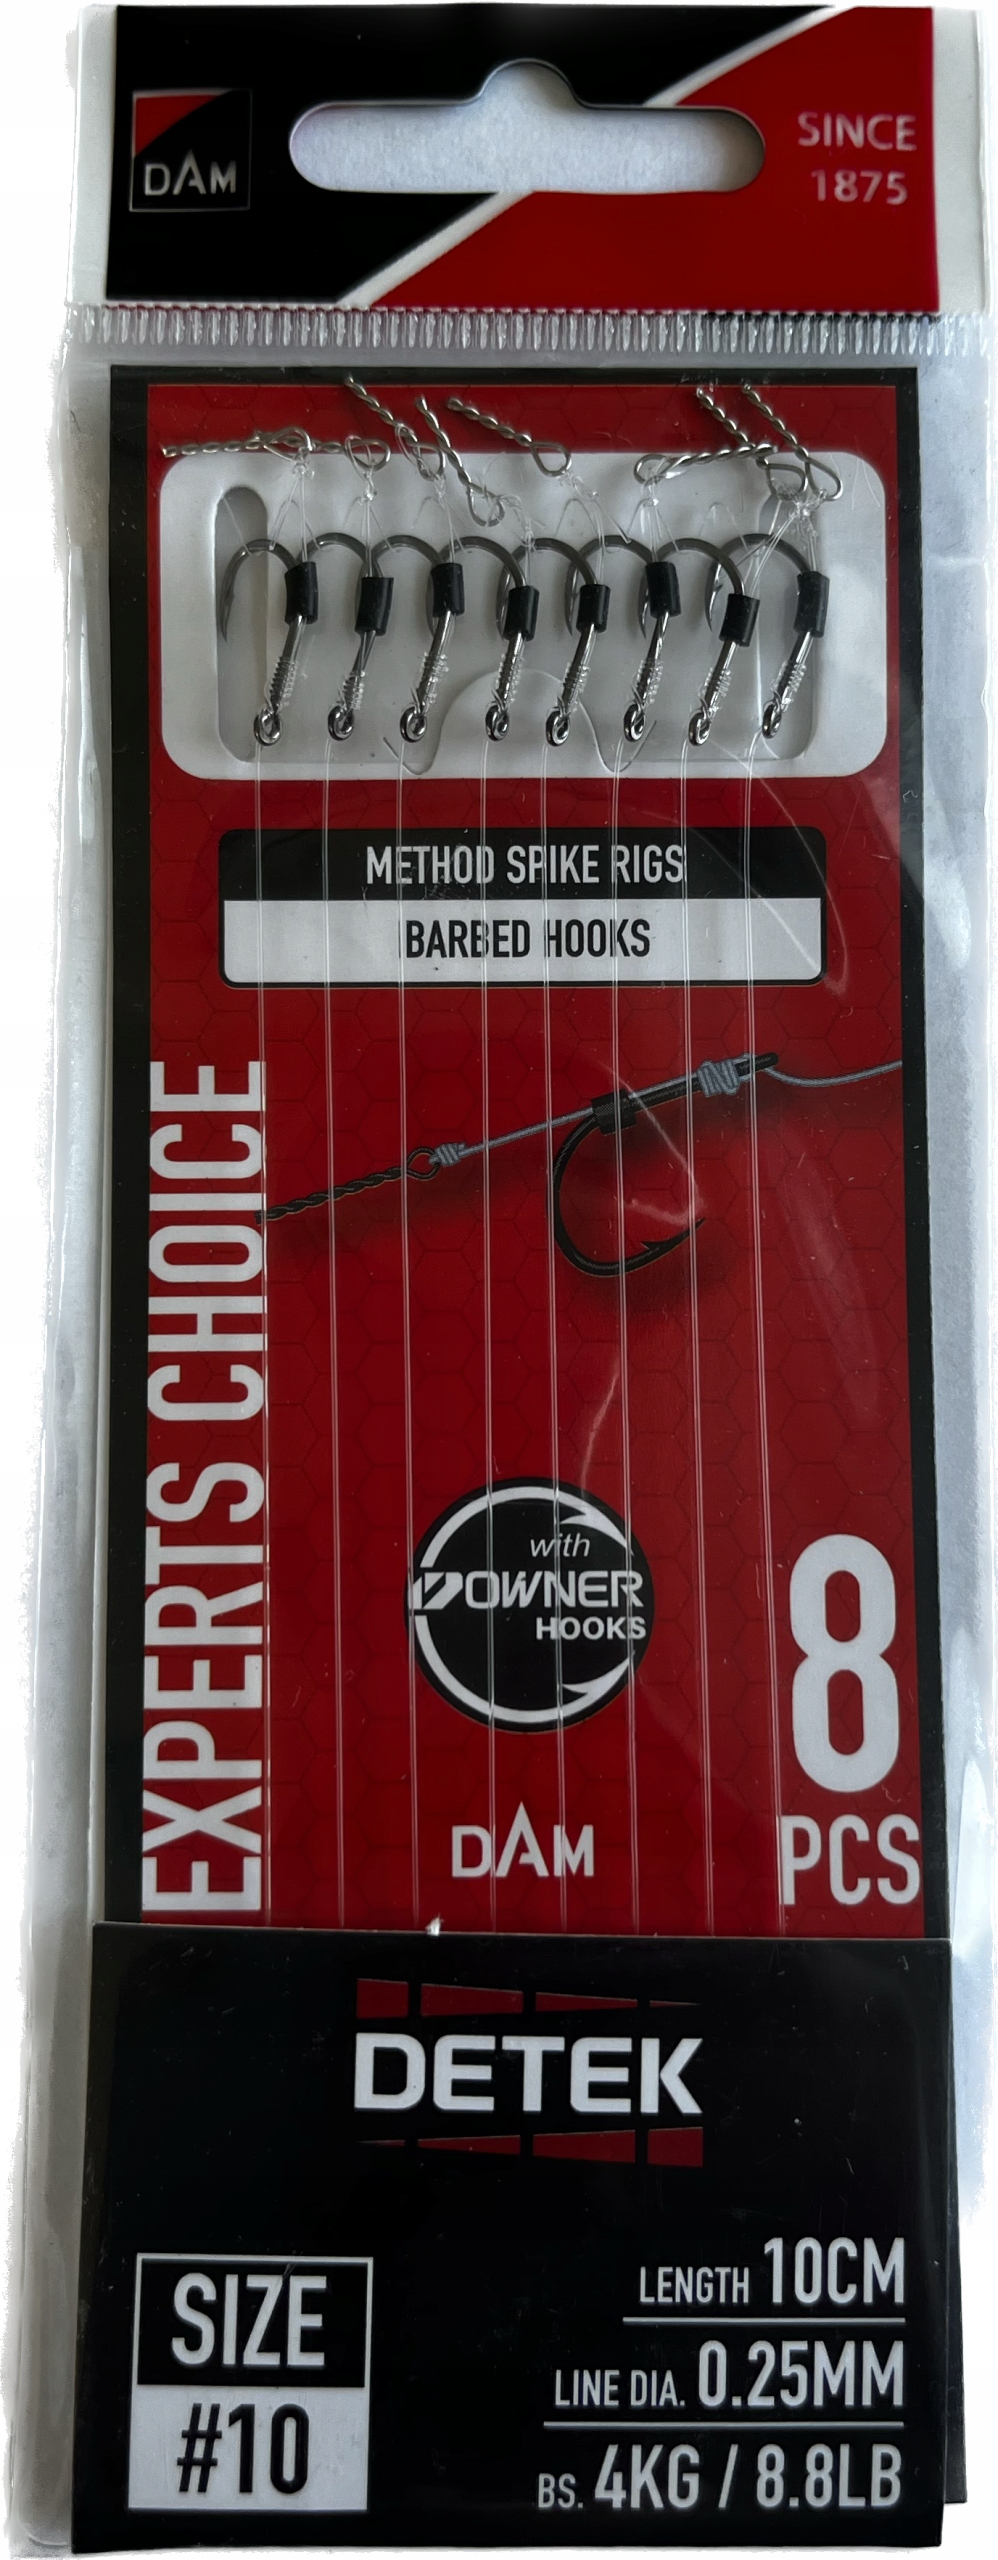 DAM
SINCE
1875
METHOD SPIKE RIGS
BARBED HOOKS
EXPERTS CHOICE
with
OWNER
HOOKS
8
PCS
DAM
DETEK
SIZE
#10
LENGTH 10CM
LINE DIA. 0.25MM
BS. 4KG / 8.8LB